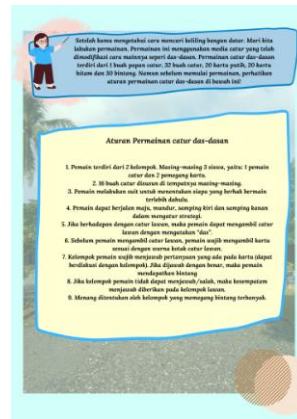 Setelah kamu mengetahui cara mencari keliling bangun datar. Mari kita
lakukan permainan. Permainan ini menggunakan media catur yang telah
dimodifikasi cara mainnya seperi das-dasan. Permainan catur das-dasan
terdiri dari 1 buah papan catur, 32 buah catur, 20 kartu putih, 20 kartu
hitam dan 30 bintang. Namun sebelum memulai permainan, perhatikan
aturan permainan catur das-dasan di bawah ini!
Aturan Permainan catur das-dasan
1. Pemain terdiri dari 2 kelompok. Masing-masing 3 siswa, yaitu: 1 pemain
catur dan 2 pemegang kartu.
2. 16 buah catur disusun di tempatnya masing-masing.
3. Pemain melakukan suit untuk menentukan siapa yang berhak bermain
terlebih dahulu.
4. Pemain dapat berjalan maju, mundur, samping kiri dan samping kanan
dalam mengatur strategi.
5. Jika berhadapan dengan catur lawan, maka pemain dapat mengambil catur
lawan dengan mengatakan "das".
6. Sebelum pemain mengambil catur lawan, pemain wajib mengambil kartu
sesuai dengan warna kotak catur lawan.
7. Kelompok pemain wajib menjawab pertanyaan yang ada pada kartu (dapat
berdiskusi dengan kelompok). Jika dijawab dengan benar, maka pemain
mendapatkan bintang
8. Jika kelompok pemain tidak dapat menjawab/salah, maka kesempatan
menjawab diberikan pada kelompok lawan.
9. Menang ditentukan oleh kelompok yang memegang bintang terbanyak.